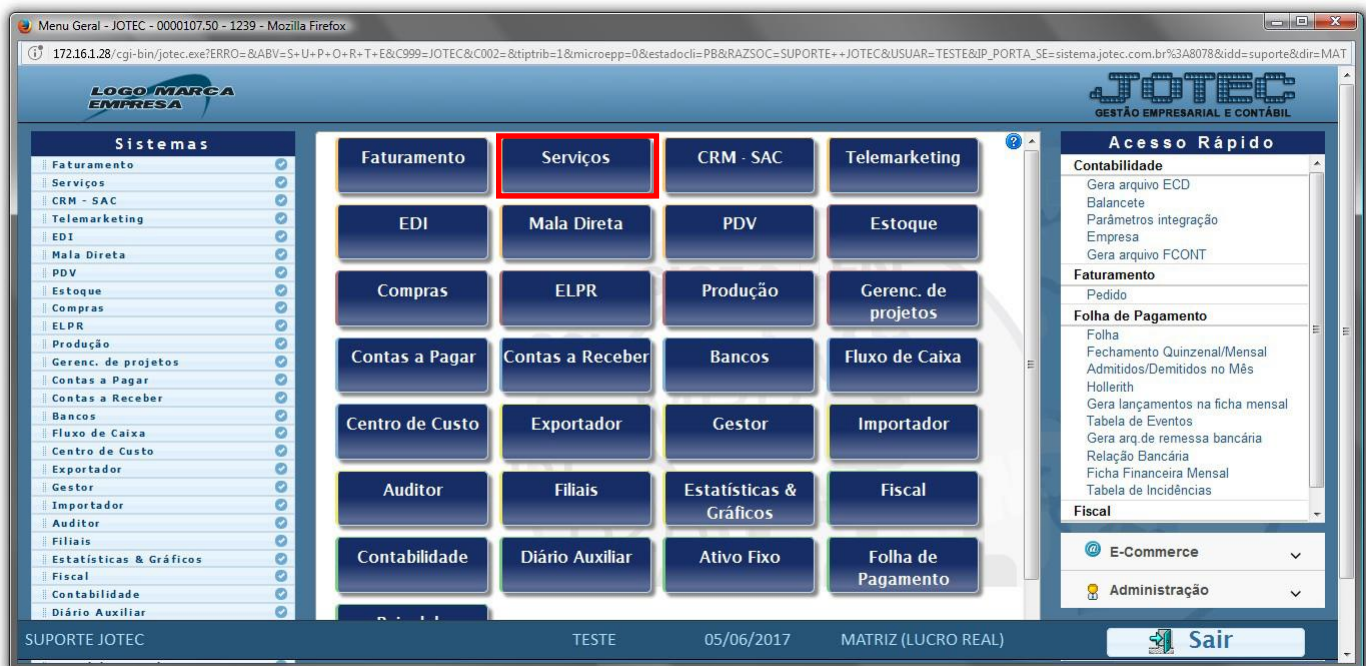 Menu Geral - JOTEC - 0000107.50 - 1239 - Mozilla Firefox
172.16.1.28/cgi-bin/jotec.exe?ERRO=&ABV=S+U+P+O+R+T+E&C999=JOTEC&C002=&tiptrib=1&microepp=0&estadocli=PB&RAZSOC=SUPORTE++JOTEC&USUAR=TESTE&IP_PORTA_SE=sistema.jotec.com.br%3A8078&idd=suporte&dir=MAT
LOGO MARCA
EMPRESA
JOTEC
GESTÃO EMPRESARIAL E CONTÁBIL
Sistemas
Faturamento
Serviços
CRM - SAC
Telemarketing
EDI
Mala Direta
PDV
Estoque
Compras
ELPR
Produção
Gerenc. de projetos
Contas a Pagar
Contas a Receber
Bancos
Fluxo de Caixa
Centro de Custo
Exportador
Gestor
Importador
Auditor
Filiais
Estatísticas & Gráficos
Fiscal
Contabilidade
Diário Auxiliar
Faturamento
Serviços
CRM - SAC
Telemarketing
EDI
Mala Direta
PDV
Estoque
Compras
ELPR
Produção
Gerenc. de
projetos
Contas a Pagar
Contas a Receber
Bancos
Fluxo de Caixa
Centro de Custo
Exportador
Gestor
Importador
Auditor
Filiais
Estatísticas &
Gráficos
Fiscal
Contabilidade
Diário Auxiliar
Ativo Fixo
Folha de
Pagamento
Acesso Rápido
Contabilidade
Gera arquivo ECD
Balancete
Parâmetros integração
Empresa
Gera arquivo FCONT
Faturamento
Pedido
Folha de Pagamento
Folha
Fechamento Quinzenal/Mensal
Admitidos/Demitidos no Mês
Hollerith
Gera lançamentos na ficha mensal
Tabela de Eventos
Gera arq.de remessa bancária
Relação Bancária
Ficha Financeira Mensal
Tabela de Incidências
Fiscal
E-Commerce
Administração
SUPORTE JOTEC
TESTE
05/06/2017
MATRIZ (LUCRO REAL)
Sair